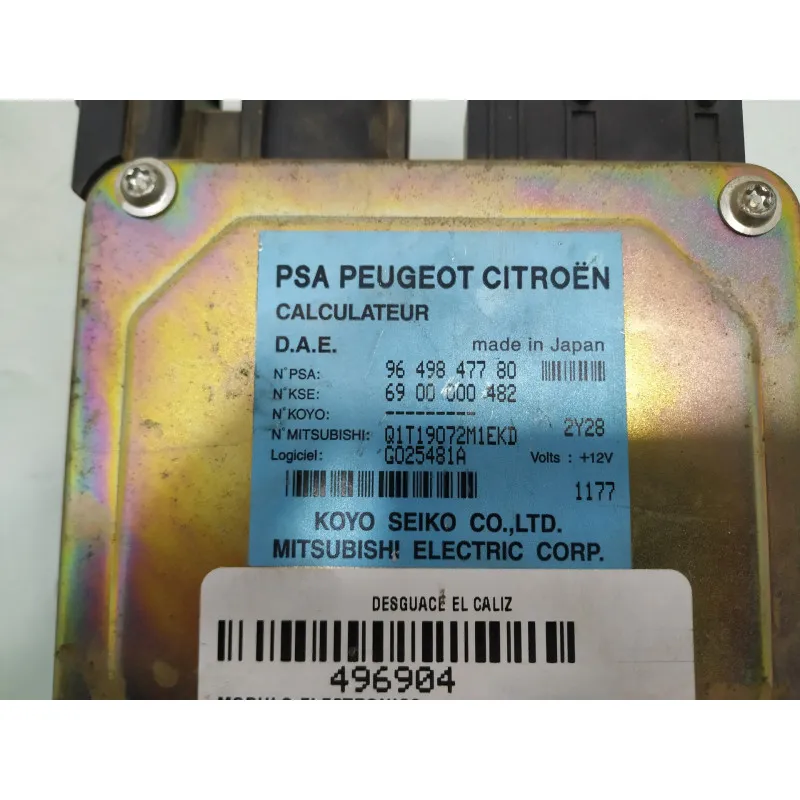 PSA PEUGEOT CITROËN
CALCULATEUR
D.A.E. made in Japan
N°PSA: 96 498 477 80
N°KSE: 69 00 000 482
N°KOYO: ----------
N°MITSUBISHI: Q1T19072M1EKD 2Y28
Logiciel: G025481A Volts : +12V
1177
KOYO SEIKO CO.,LTD.
MITSUBISHI ELECTRIC CORP.
DESGUACE EL CALIZ
496904